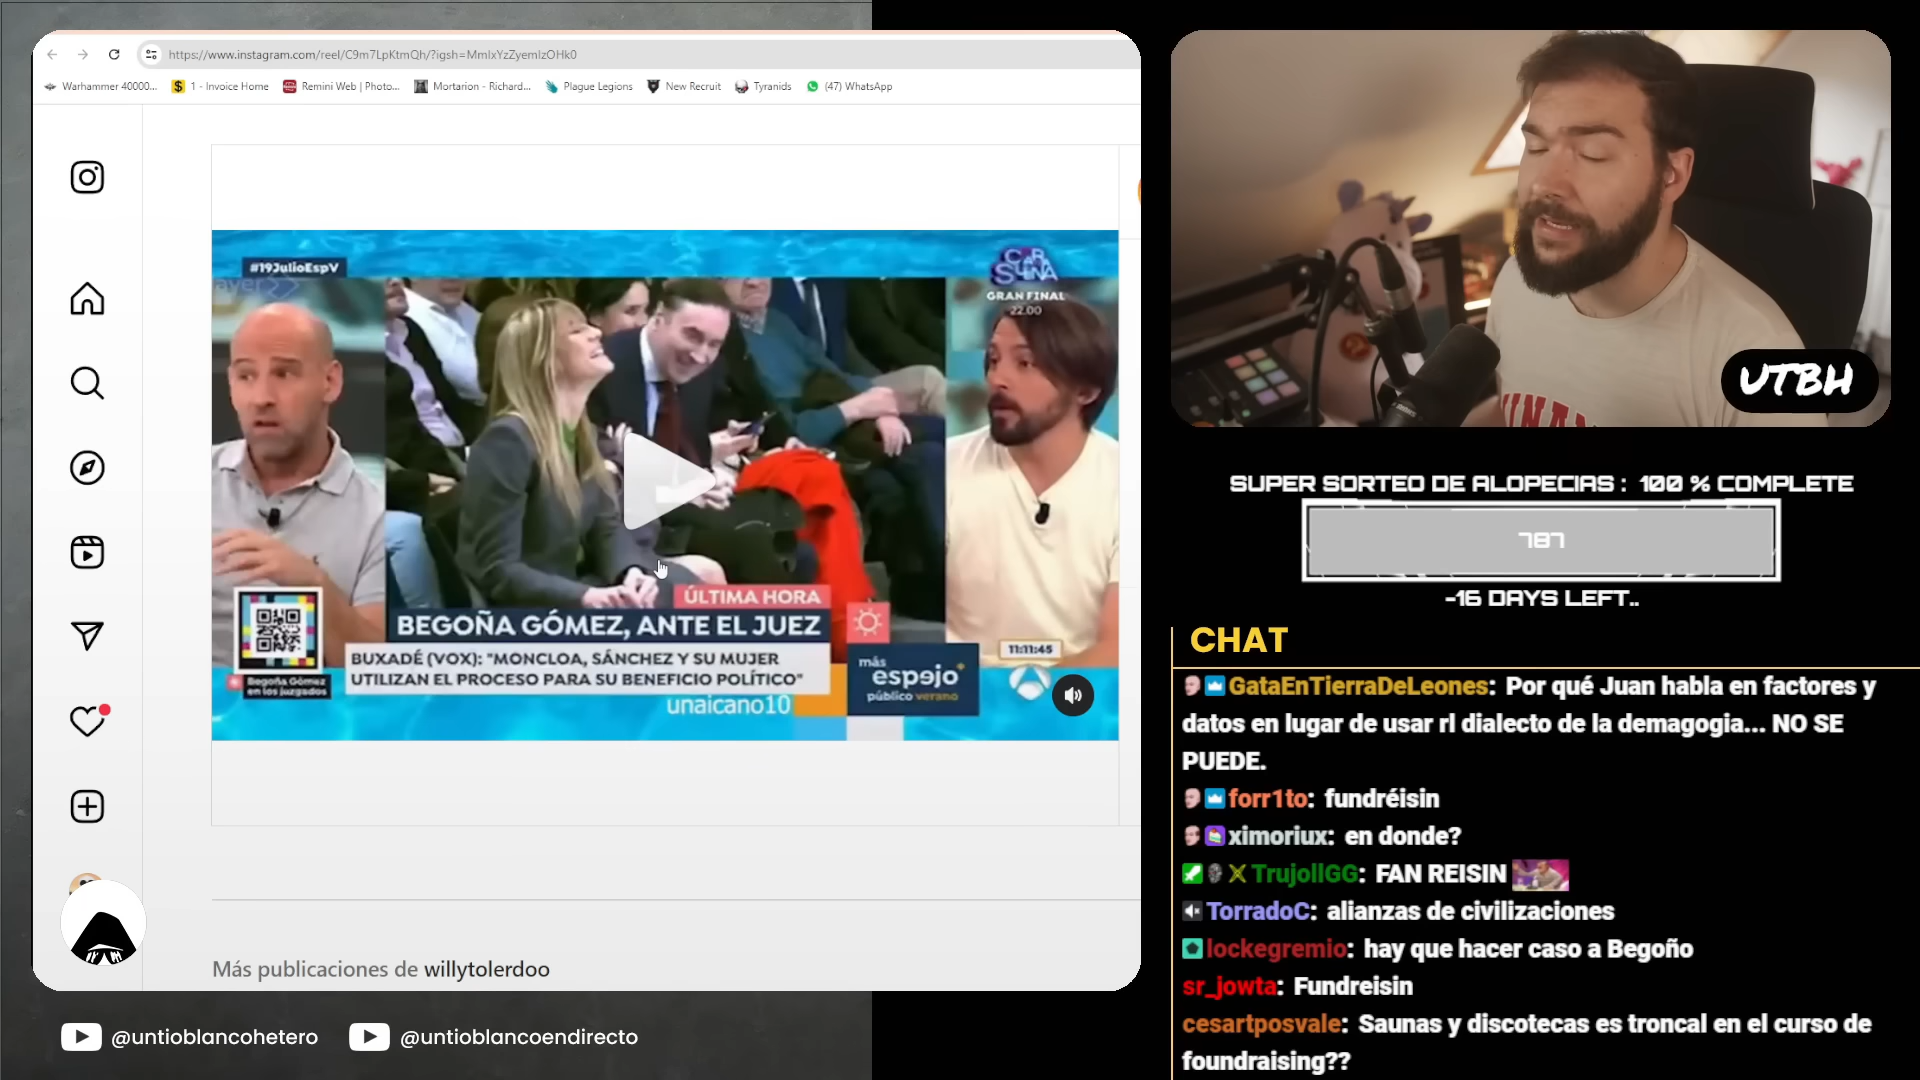 https://www.instagram.com/reel/C9m7LpKtmQh/?igsh=MmIxYzZyemIzOHk0
Warhammer 40000...
1 - Invoice Home
Remini Web | Photo...
Mortarion - Richard...
Plague Legions
New Recruit
Tyranids
(47) WhatsApp
#19JulioEspV
GRAN FINAL
22.00
ÚLTIMA HORA
BEGOÑA GÓMEZ, ANTE EL JUEZ
BUXADÉ (VOX): "MONCLOA, SÁNCHEZ Y SU MUJER
UTILIZAN EL PROCESO PARA SU BENEFICIO POLÍTICO"
Begoña Gómez
en los juzgados
11:11:45
más
espejo
público verano
unaicano10
Más publicaciones de willytolerdoo
@untioblancohetero
@untioblancoendirecto
UTBH
SUPER SORTEO DE ALOPECIAS : 100 % COMPLETE
787
-16 DAYS LEFT..
CHAT
GataEnTierraDeLeones: Por qué Juan habla en factores y
datos en lugar de usar rl dialecto de la demagogia... NO SE
PUEDE.
forr1to: fundréisin
ximoriux: en donde?
TrujollGG: FAN REISIN
TorradoC: alianzas de civilizaciones
lockegremio: hay que hacer caso a Begoño
sr_jowta: Fundreisin
cesartposvale: Saunas y discotecas es troncal en el curso de
foundraising??